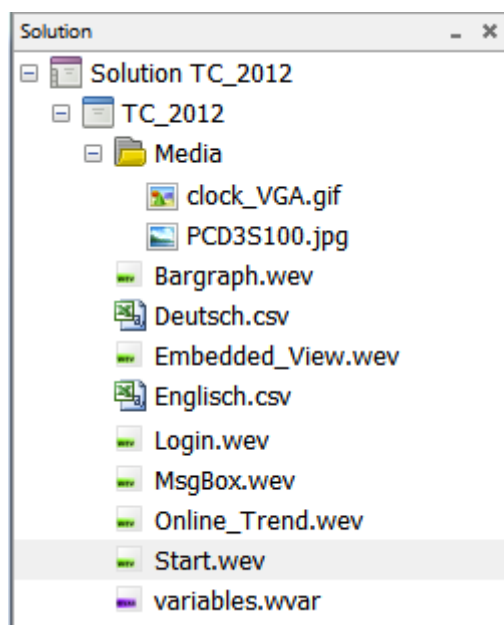 Solution
Solution TC_2012
TC_2012
Media
clock_VGA.gif
PCD3S100.jpg
Bargraph.wev
Deutsch.csv
Embedded_View.wev
Englisch.csv
Login.wev
MsgBox.wev
Online_Trend.wev
Start.wev
variables.wvar